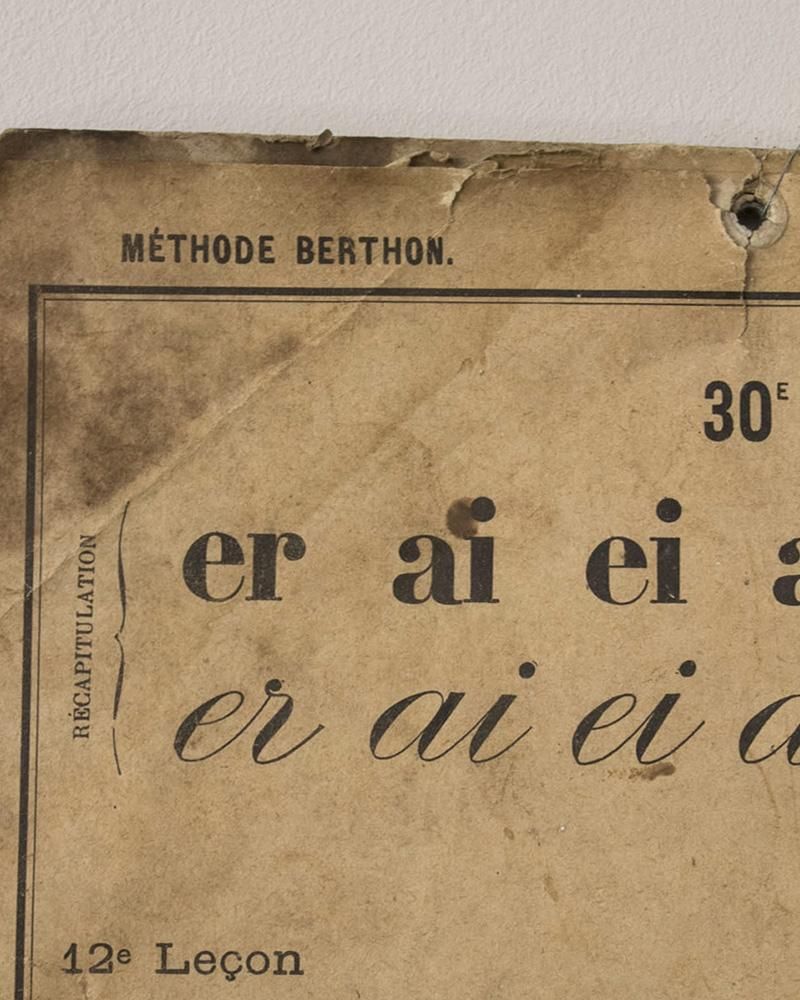 MÉTHODE BERTHON.
30E
RÉCAPITULATION
er ai ei a
er ai ei a
12e Leçon